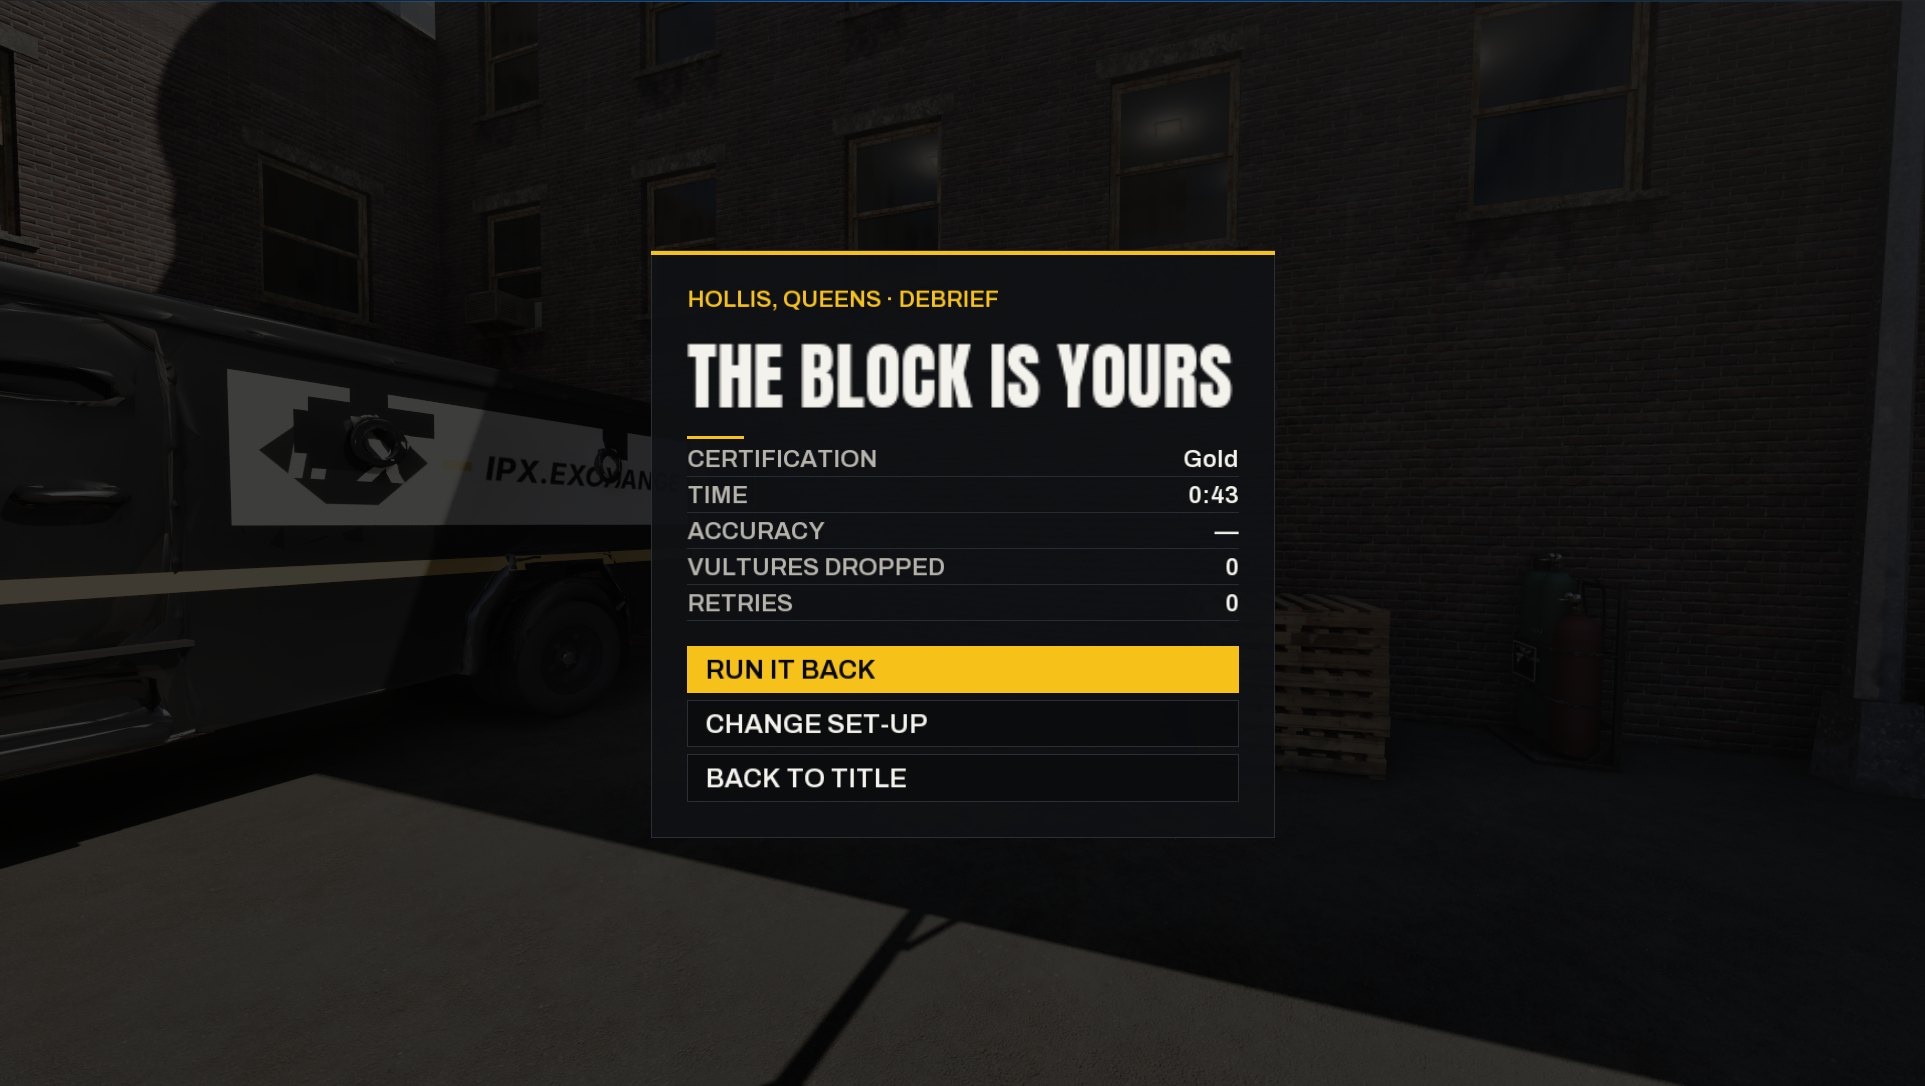 HOLLIS, QUEENS · DEBRIEF
THE BLOCK IS YOURS
CERTIFICATION Gold
TIME 0:43
ACCURACY —
VULTURES DROPPED 0
RETRIES 0
RUN IT BACK
CHANGE SET-UP
BACK TO TITLE
IPX.EXCHANGE